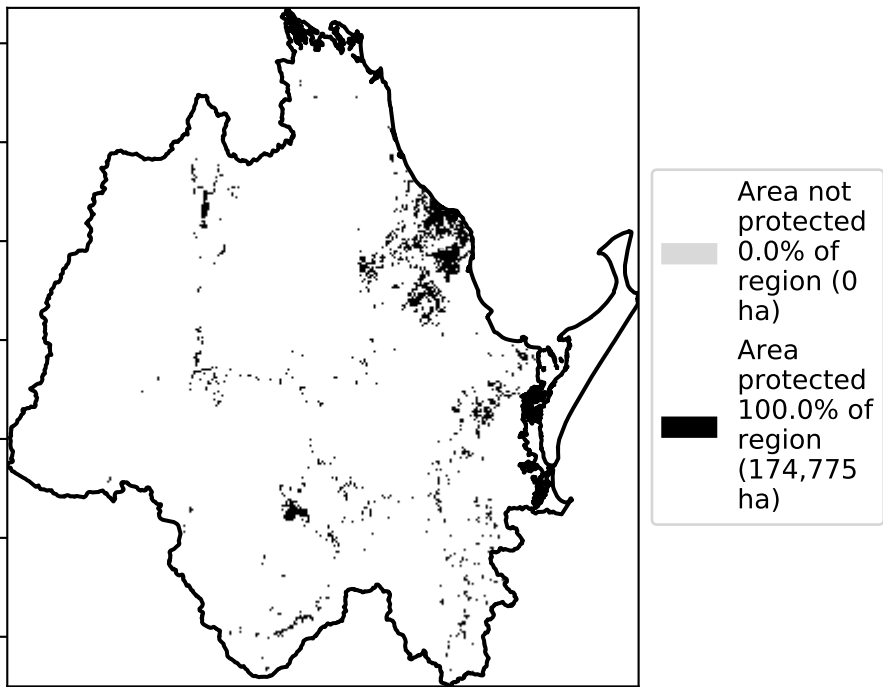 Area not
protected
0.0% of
region (0
ha)
Area
protected
100.0% of
region
(174,775
ha)